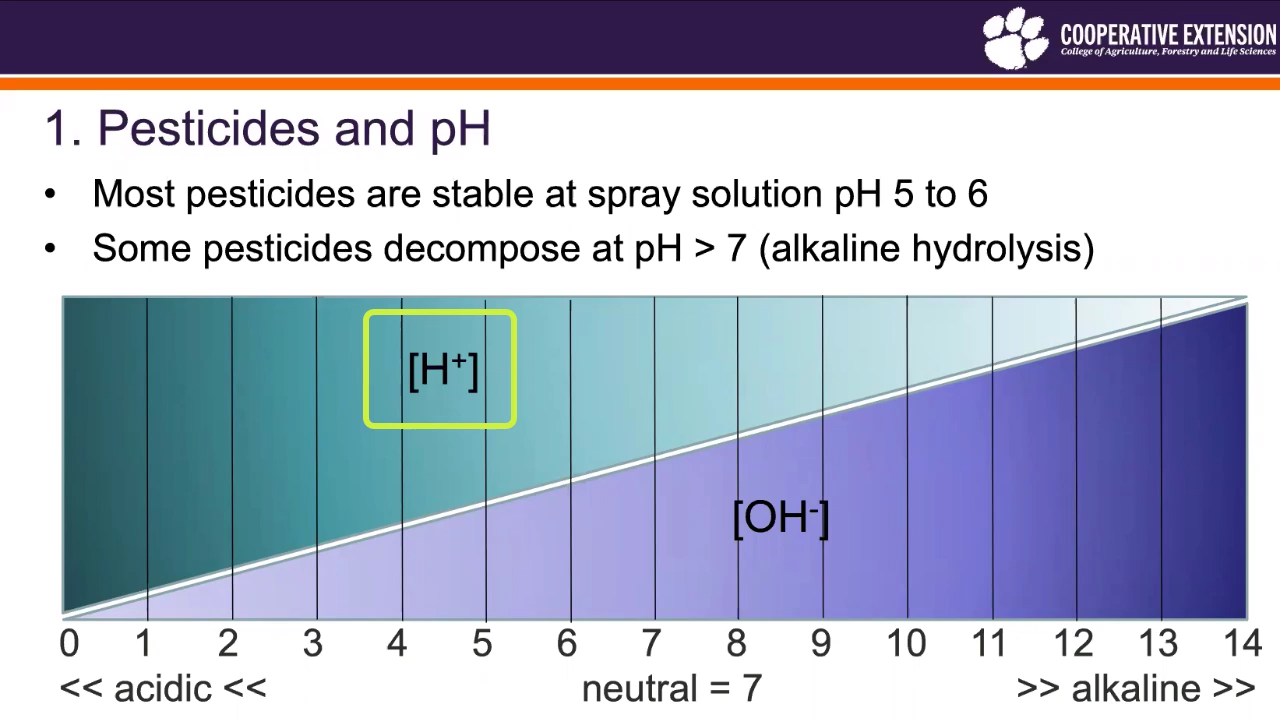 COOPERATIVE EXTENSION
College of Agriculture, Forestry and Life Sciences
1. Pesticides and pH
• Most pesticides are stable at spray solution pH 5 to 6
• Some pesticides decompose at pH > 7 (alkaline hydrolysis)
[H⁺]
[OH⁻]
0 1 2 3 4 5 6 7 8 9 10 11 12 13 14
<< acidic << neutral = 7 >> alkaline >>